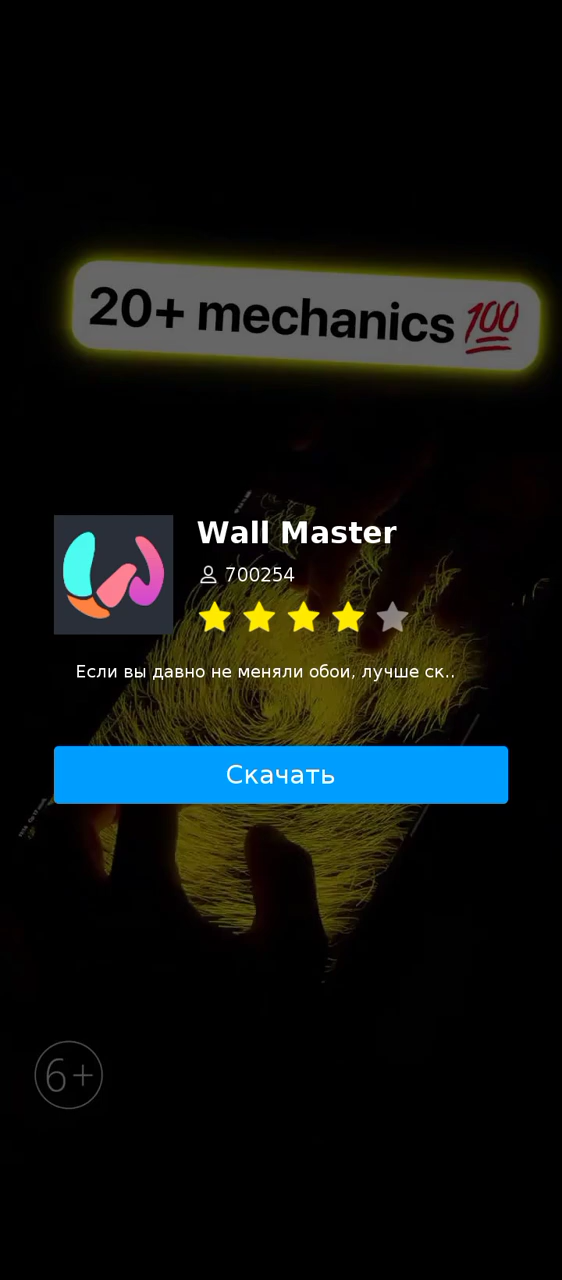 20+ mechanics 💯
Wall Master
700254
Если вы давно не меняли обои, лучше ск..
Скачать
6+